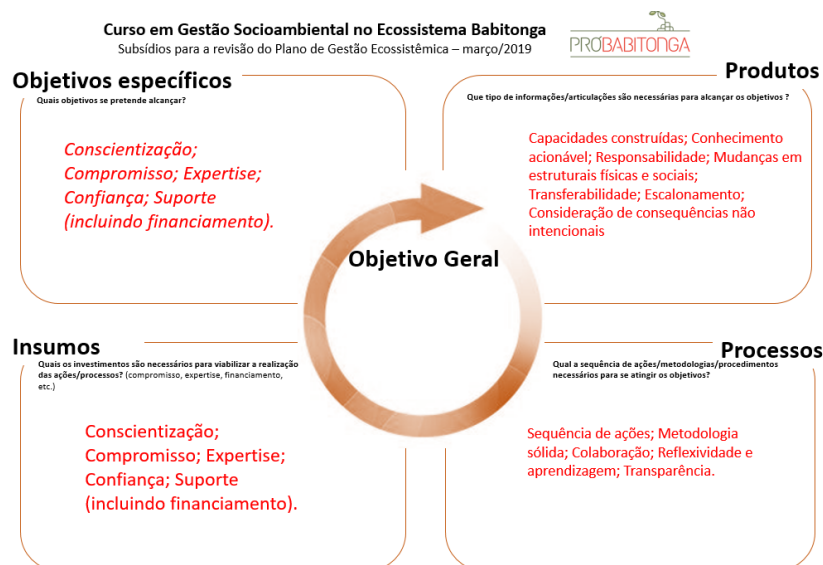 Curso em Gestão Socioambiental no Ecossistema Babitonga
Subsídios para a revisão do Plano de Gestão Ecossistêmica – março/2019
PRÓBABITONGA
Objetivos específicos
Quais objetivos se pretende alcançar?
Conscientização;
Compromisso; Expertise;
Confiança; Suporte
(incluindo financiamento).
Produtos
Que tipo de informações/articulações são necessárias para alcançar os objetivos ?
Capacidades construídas; Conhecimento
acionável; Responsabilidade; Mudanças em
estruturais físicas e sociais;
Transferabilidade; Escalonamento;
Consideração de consequências não
intencionais
Objetivo Geral
Insumos
Quais os investimentos são necessários para viabilizar a realização
das ações/processos? (compromisso, expertise, financiamento,
etc.)
Conscientização;
Compromisso; Expertise;
Confiança; Suporte
(incluindo financiamento).
Processos
Qual a sequência de ações/metodologias/procedimentos
necessários para se atingir os objetivos?
Sequência de ações; Metodologia
sólida; Colaboração; Reflexividade e
aprendizagem; Transparência.